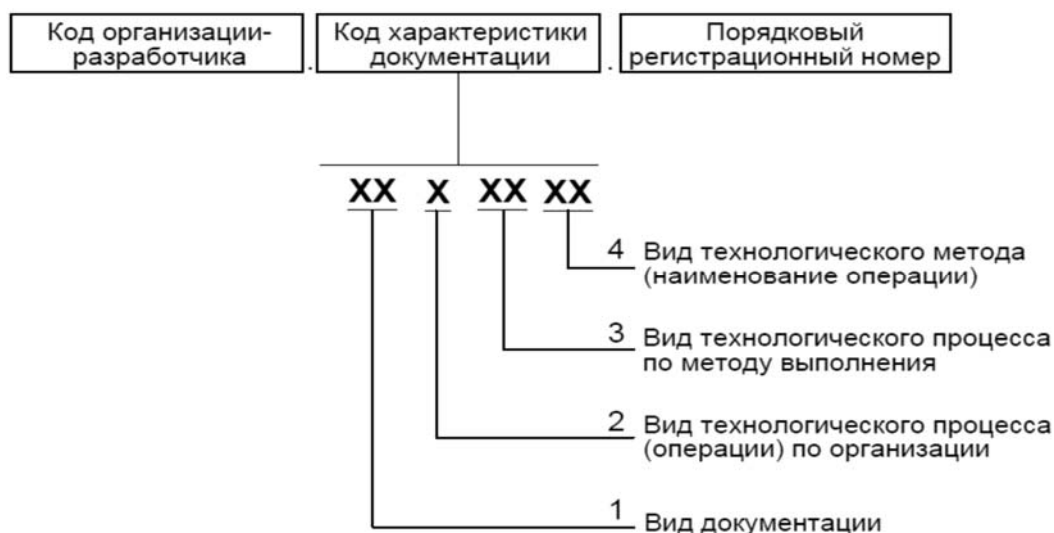 Код организации-
разработчика
Код характеристики
документации
Порядковый
регистрационный номер
. .
XX X XX XX
4 Вид технологического метода
(наименование операции)
3 Вид технологического процесса
по методу выполнения
2 Вид технологического процесса
(операции) по организации
1 Вид документации